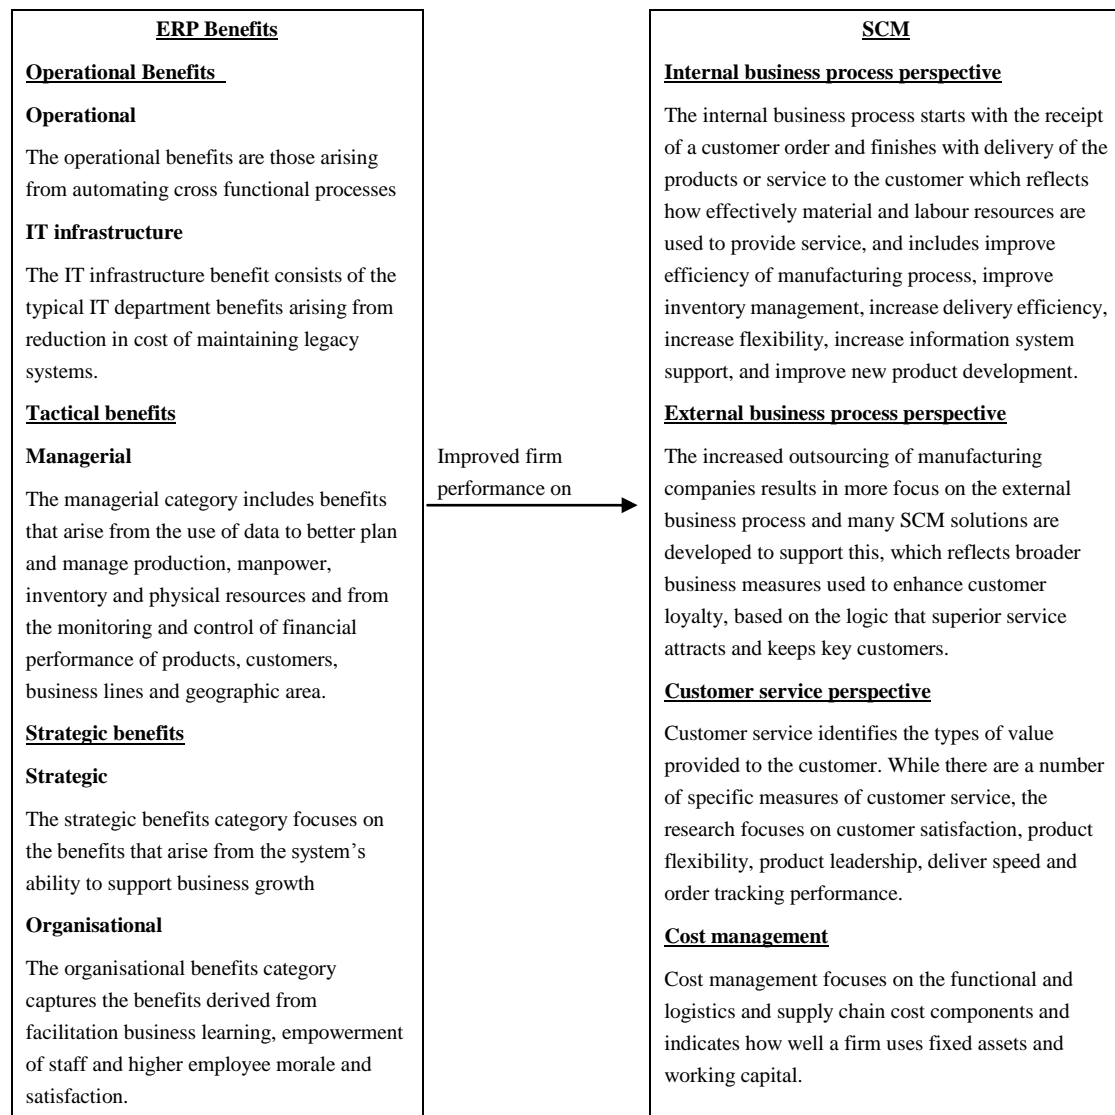 ERP Benefits
Operational Benefits
Operational
The operational benefits are those arising
from automating cross functional processes
IT infrastructure
The IT infrastructure benefit consists of the
typical IT department benefits arising from
reduction in cost of maintaining legacy
systems.
Tactical benefits
Managerial
The managerial category includes benefits
that arise from the use of data to better plan
and manage production, manpower,
inventory and physical resources and from
the monitoring and control of financial
performance of products, customers,
business lines and geographic area.
Strategic benefits
Strategic
The strategic benefits category focuses on
the benefits that arise from the system’s
ability to support business growth
Organisational
The organisational benefits category
captures the benefits derived from
facilitation business learning, empowerment
of staff and higher employee morale and
satisfaction.
Improved firm
performance on
SCM
Internal business process perspective
The internal business process starts with the receipt
of a customer order and finishes with delivery of the
products or service to the customer which reflects
how effectively material and labour resources are
used to provide service, and includes improve
efficiency of manufacturing process, improve
inventory management, increase delivery efficiency,
increase flexibility, increase information system
support, and improve new product development.
External business process perspective
The increased outsourcing of manufacturing
companies results in more focus on the external
business process and many SCM solutions are
developed to support this, which reflects broader
business measures used to enhance customer
loyalty, based on the logic that superior service
attracts and keeps key customers.
Customer service perspective
Customer service identifies the types of value
provided to the customer. While there are a number
of specific measures of customer service, the
research focuses on customer satisfaction, product
flexibility, product leadership, deliver speed and
order tracking performance.
Cost management
Cost management focuses on the functional and
logistics and supply chain cost components and
indicates how well a firm uses fixed assets and
working capital.